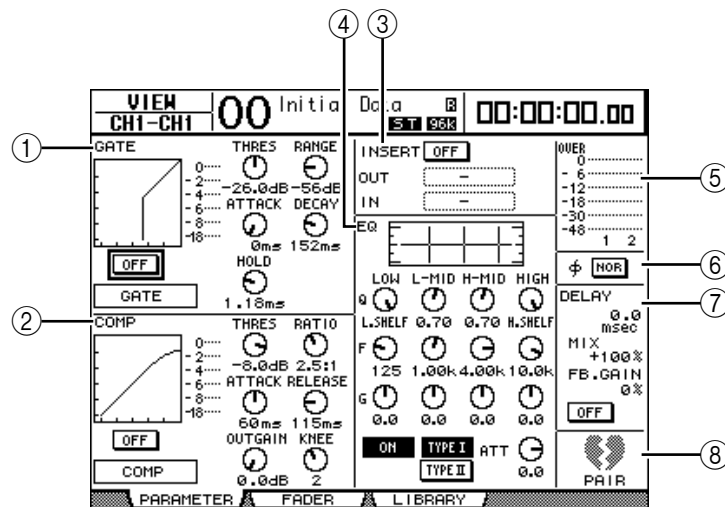 ④ ③
VIEW
CH1-CH1
00 Initial Data R
ST 96k
00:00:00.00
①
GATE
THRES RANGE
0
-2
-4
-6
-8
-18
-26.0dB -56dB
ATTACK DECAY
0ms 152ms
HOLD
1.18ms
OFF
GATE
②
COMP
THRES RATIO
0
-2
-4
-6
-8
-18
-8.0dB 2.5:1
ATTACK RELEASE
60ms 115ms
OUTGAIN KNEE
0.0dB 2
OFF
COMP
INSERT OFF
OUT -
IN -
EQ
LOW L-MID H-MID HIGH
Q
L.SHELF 0.70 0.70 H.SHELF
F
125 1.00k 4.00k 10.0k
G
0.0 0.0 0.0 0.0
ON TYPE I ATT
TYPE II 0.0
OVER
0
-6
-12
-18
-30
-48
1 2
⑤
ϕ NOR
⑥
DELAY
⑦
0.0
msec
MIX
+100%
FB.GAIN
0%
OFF
⑧
PAIR
PARAMETER FADER LIBRARY